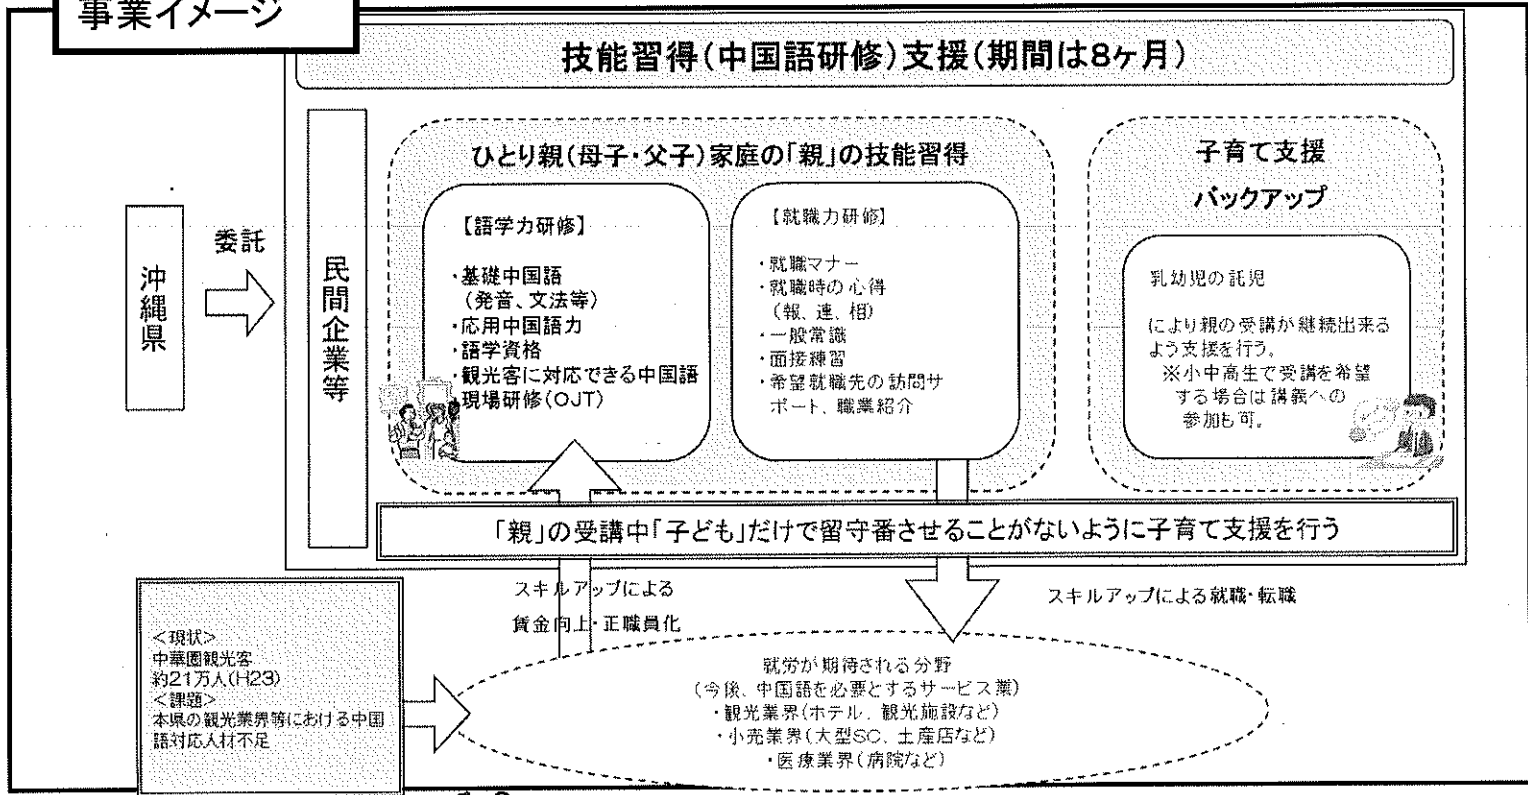 事業イメージ
技能習得(中国語研修)支援(期間は8ヶ月)
沖縄県
委託
民間企業等
ひとり親(母子・父子)家庭の「親」の技能習得
【語学力研修】
・基礎中国語
(発音、文法等)
・応用中国語力
・語学資格
・観光客に対応できる中国語
・現場研修(OJT)
【就職力研修】
・就職マナー
・就職時の心得
(報、連、相)
・一般常識
・面接練習
・希望就職先の訪問サ
ポート、職業紹介
子育て支援
バックアップ
乳幼児の託児
により親の受講が継続出来る
よう支援を行う。
※小中高生で受講を希望
する場合は講義への
参加も可。
「親」の受講中「子ども」だけで留守番させることがないように子育て支援を行う
スキルアップによる
賃金向上・正職員化
スキルアップによる就職・転職
<現状>
中華圏観光客
約21万人(H23)
<課題>
本県の観光業界等における中国
語対応人材不足
就労が期待される分野
(今後、中国語を必要とするサービス業)
・観光業界(ホテル、観光施設など)
・小売業界(大型SC、土産店など)
・医療業界(病院など)